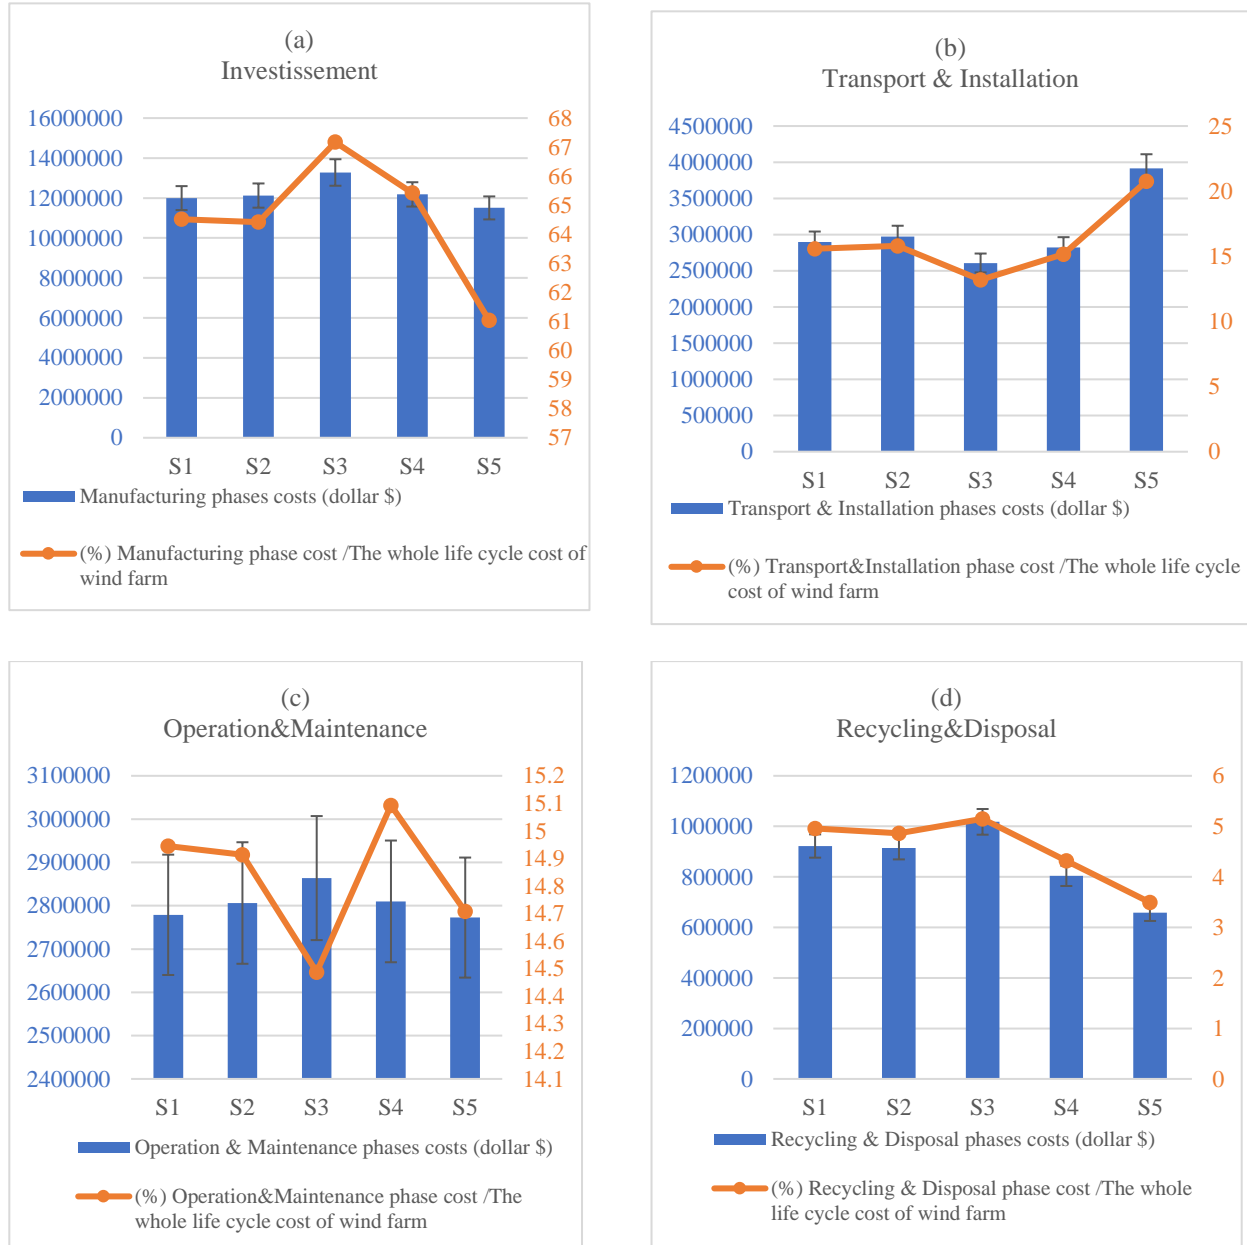 (a)
Investissement
16000000
14000000
12000000
10000000
8000000
6000000
4000000
2000000
0
68
67
66
65
64
63
62
61
60
59
58
57
S1 S2 S3 S4 S5
Manufacturing phases costs (dollar $)
(%) Manufacturing phase cost /The whole life cycle cost of
wind farm
(b)
Transport & Installation
4500000
4000000
3500000
3000000
2500000
2000000
1500000
1000000
500000
0
25
20
15
10
5
0
S1 S2 S3 S4 S5
Transport & Installation phases costs (dollar $)
(%) Transport&Installation phase cost /The whole life cycle
cost of wind farm
(c)
Operation&Maintenance
3100000
3000000
2900000
2800000
2700000
2600000
2500000
2400000
15.2
15.1
15
14.9
14.8
14.7
14.6
14.5
14.4
14.3
14.2
14.1
S1 S2 S3 S4 S5
Operation & Maintenance phases costs (dollar $)
(%) Operation&Maintenance phase cost /The
whole life cycle cost of wind farm
(d)
Recycling&Disposal
1200000
1000000
800000
600000
400000
200000
0
6
5
4
3
2
1
0
S1 S2 S3 S4 S5
Recycling & Disposal phases costs (dollar $)
(%) Recycling & Disposal phase cost /The whole
life cycle cost of wind farm